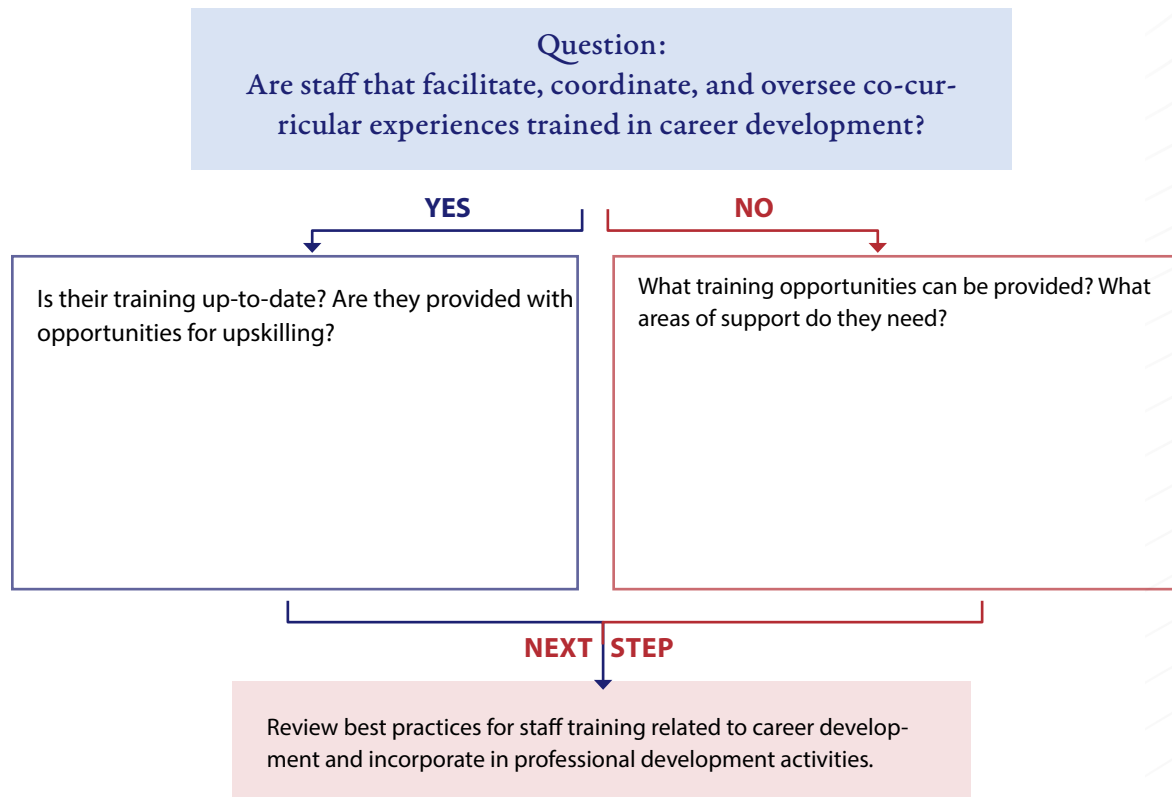 Question:
Are staff that facilitate, coordinate, and oversee co-cur-
ricular experiences trained in career development?
YES
NO
Is their training up-to-date? Are they provided with
opportunities for upskilling?
What training opportunities can be provided? What
areas of support do they need?
NEXT STEP
Review best practices for staff training related to career develop-
ment and incorporate in professional development activities.